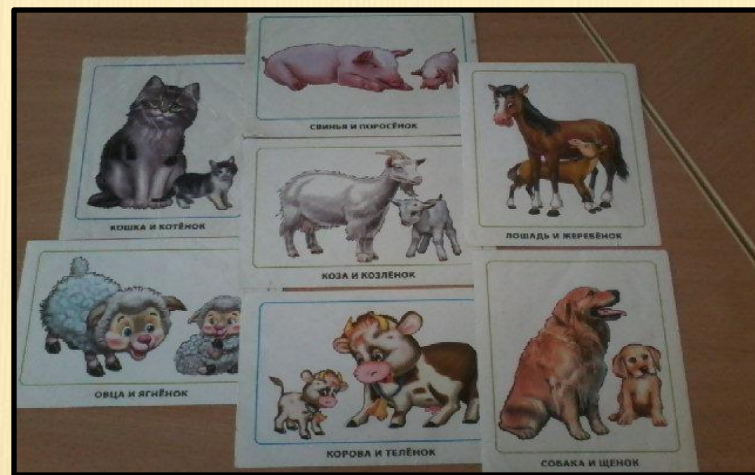 СВИНЬЯ И ПОРОСЁНОК
КОШКА И КОТЁНОК
ЛОШАДЬ И ЖЕРЕБЁНОК
КОЗА И КОЗЛЁНОК
ОВЦА И ЯГНЁНОК
КОРОВА И ТЕЛЁНОК
СОБАКА И ЩЕНОК